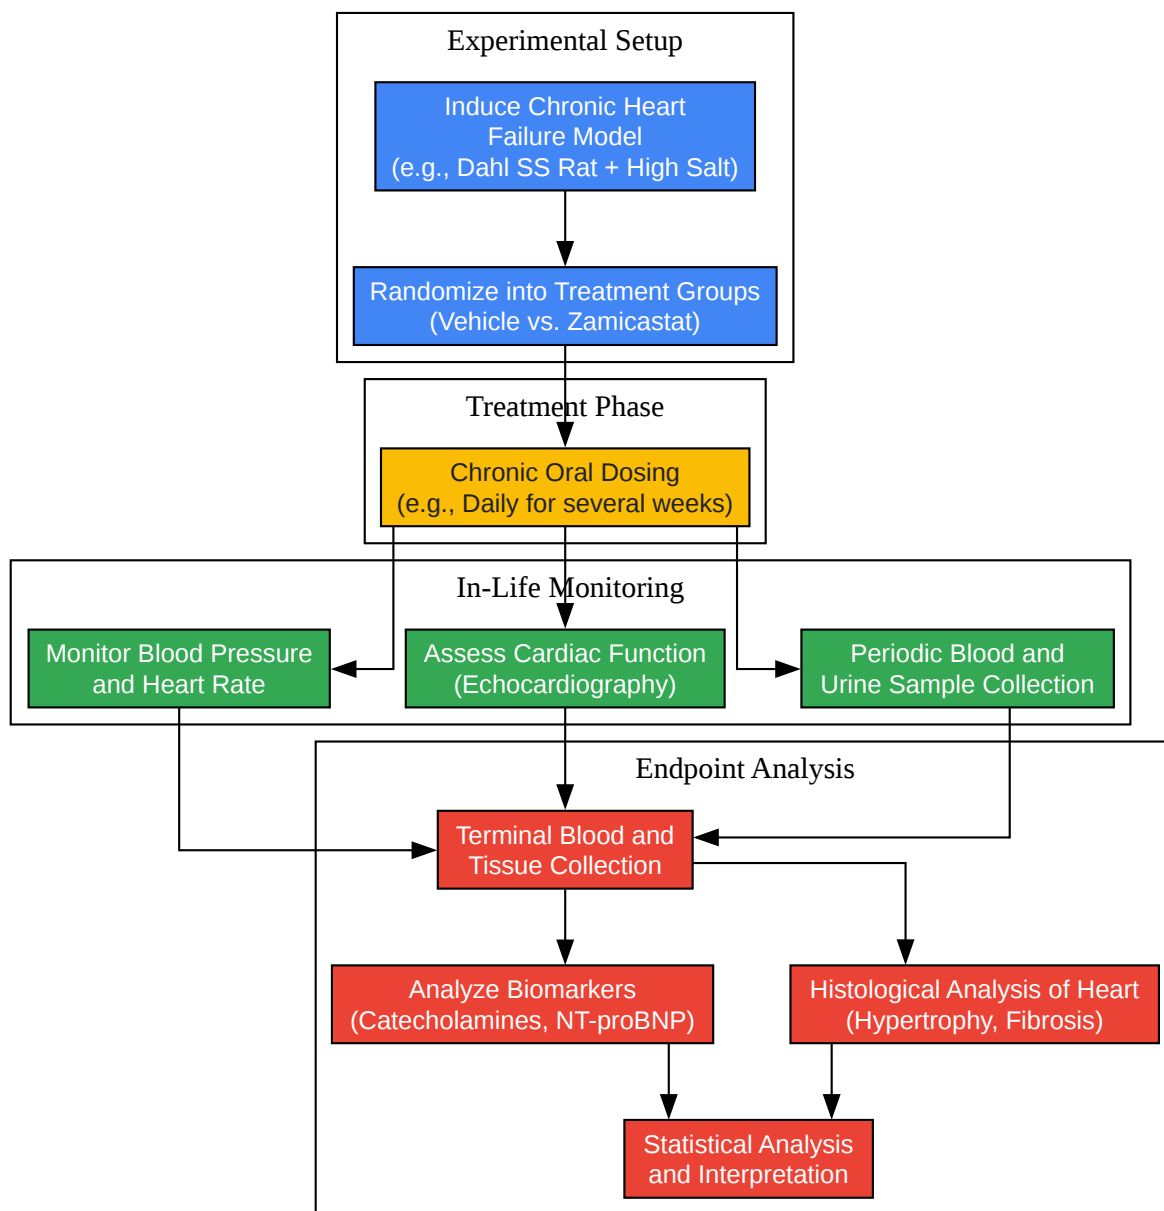 Experimental Setup
Induce Chronic Heart
Failure Model
(e.g., Dahl SS Rat + High Salt)
Randomize into Treatment Groups
(Vehicle vs. Zamicastat)
Treatment Phase
Chronic Oral Dosing
(e.g., Daily for several weeks)
In-Life Monitoring
Monitor Blood Pressure
and Heart Rate
Assess Cardiac Function
(Echocardiography)
Periodic Blood and
Urine Sample Collection
Endpoint Analysis
Terminal Blood and
Tissue Collection
Analyze Biomarkers
(Catecholamines, NT-proBNP)
Histological Analysis of Heart
(Hypertrophy, Fibrosis)
Statistical Analysis
and Interpretation